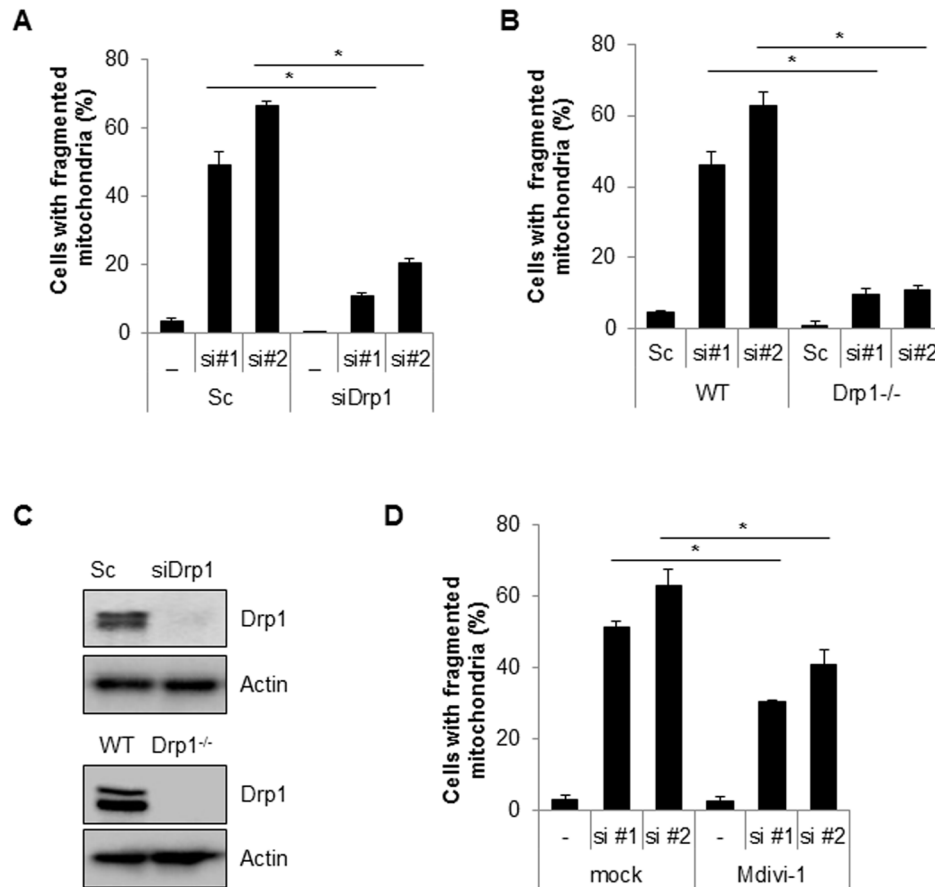 A
Cells with fragmented
mitochondria (%)
80
60
40
20
0
*
*
_ si#1 si#2 _ si#1 si#2
Sc siDrp1
B
Cells with fragmented
mitochondria (%)
80
60
40
20
0
*
*
Sc si#1 si#2 Sc si#1 si#2
WT Drp1-/-
C
Sc siDrp1
Drp1
Actin
WT Drp1-/-
Drp1
Actin
D
Cells with fragmented
mitochondria (%)
80
60
40
20
0
*
*
- si #1 si #2 - si #1 si #2
mock Mdivi-1